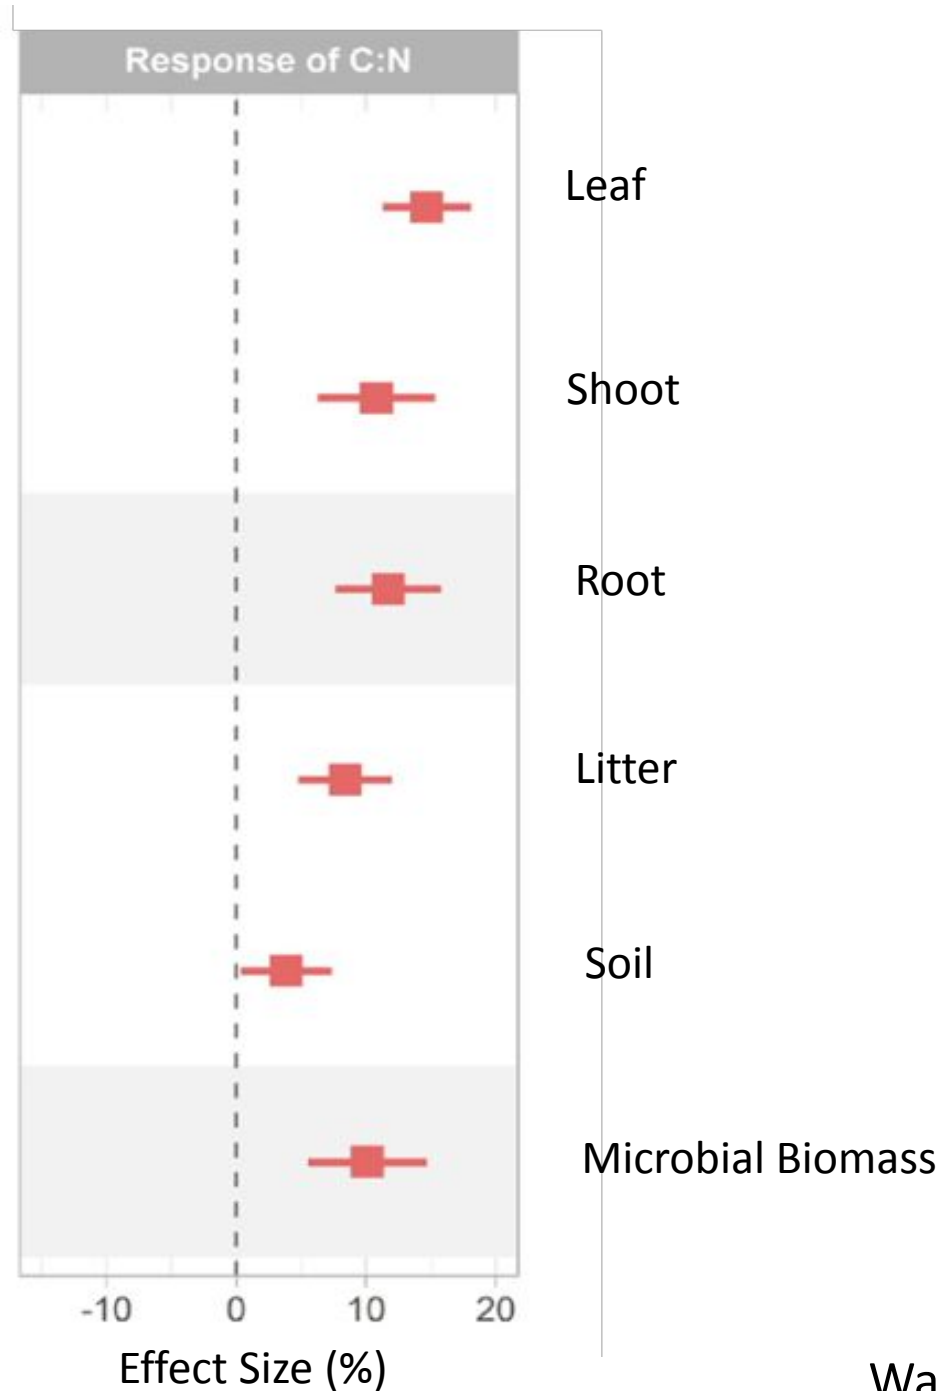 Response of C:N
Leaf
Shoot
Root
Litter
Soil
Microbial Biomass
-10 0 10 20
Effect Size (%)